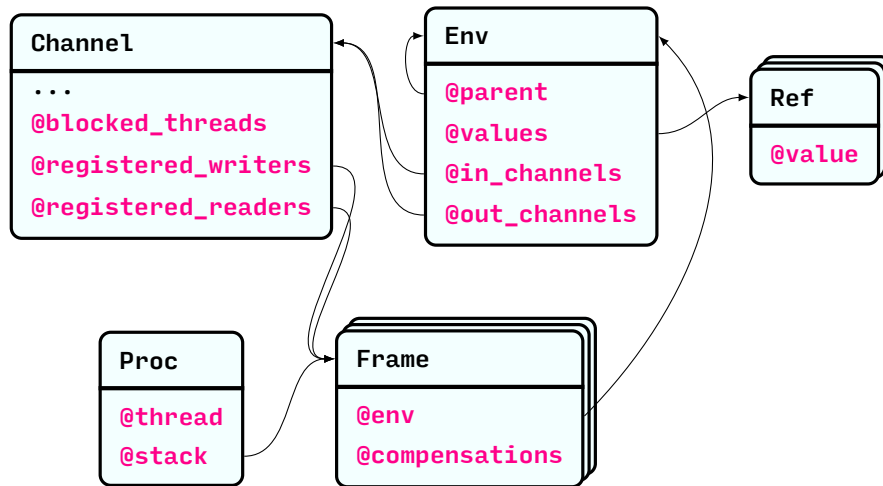 Channel
...
@blocked_threads
@registered_writers
@registered_readers
Env
@parent
@values
@in_channels
@out_channels
Ref
@value
Proc
@thread
@stack
Frame
@env
@compensations